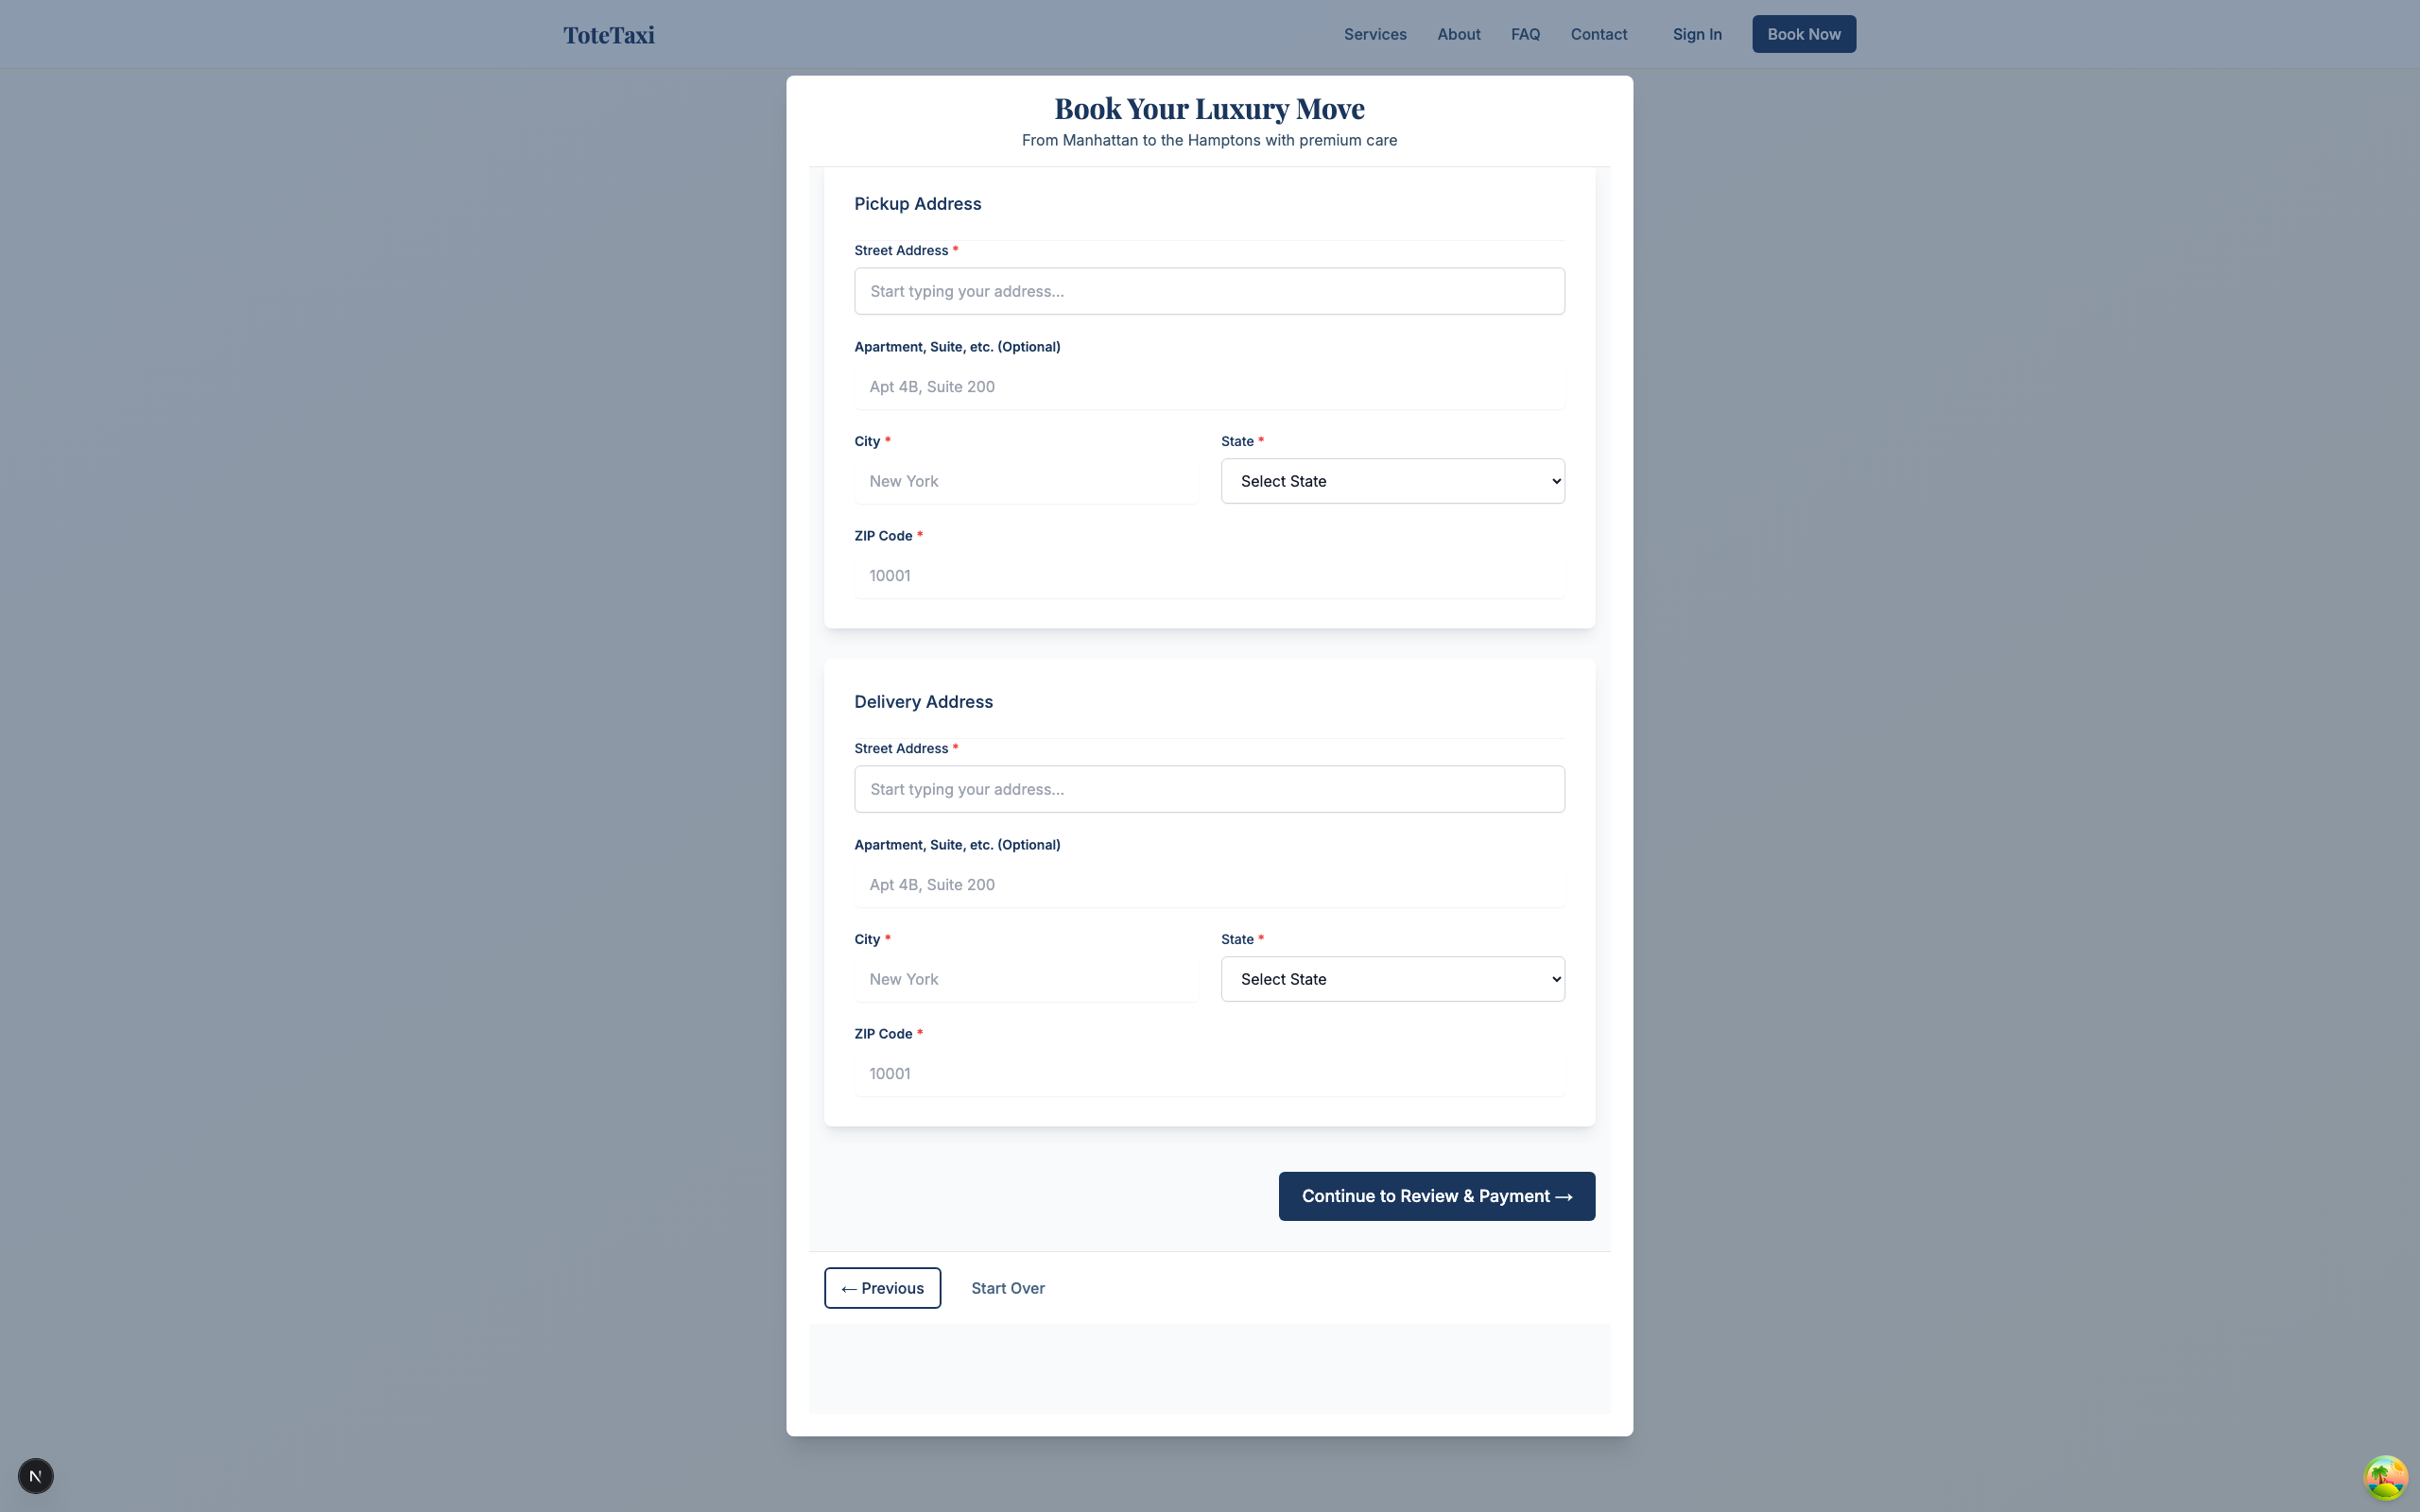 ToteTaxi
Services About FAQ Contact Sign In Book Now
Book Your Luxury Move
From Manhattan to the Hamptons with premium care
Pickup Address
Street Address *
Start typing your address...
Apartment, Suite, etc. (Optional)
Apt 4B, Suite 200
City * State *
New York Select State
ZIP Code *
10001
Delivery Address
Street Address *
Start typing your address...
Apartment, Suite, etc. (Optional)
Apt 4B, Suite 200
City * State *
New York Select State
ZIP Code *
10001
Continue to Review & Payment →
← Previous Start Over
N